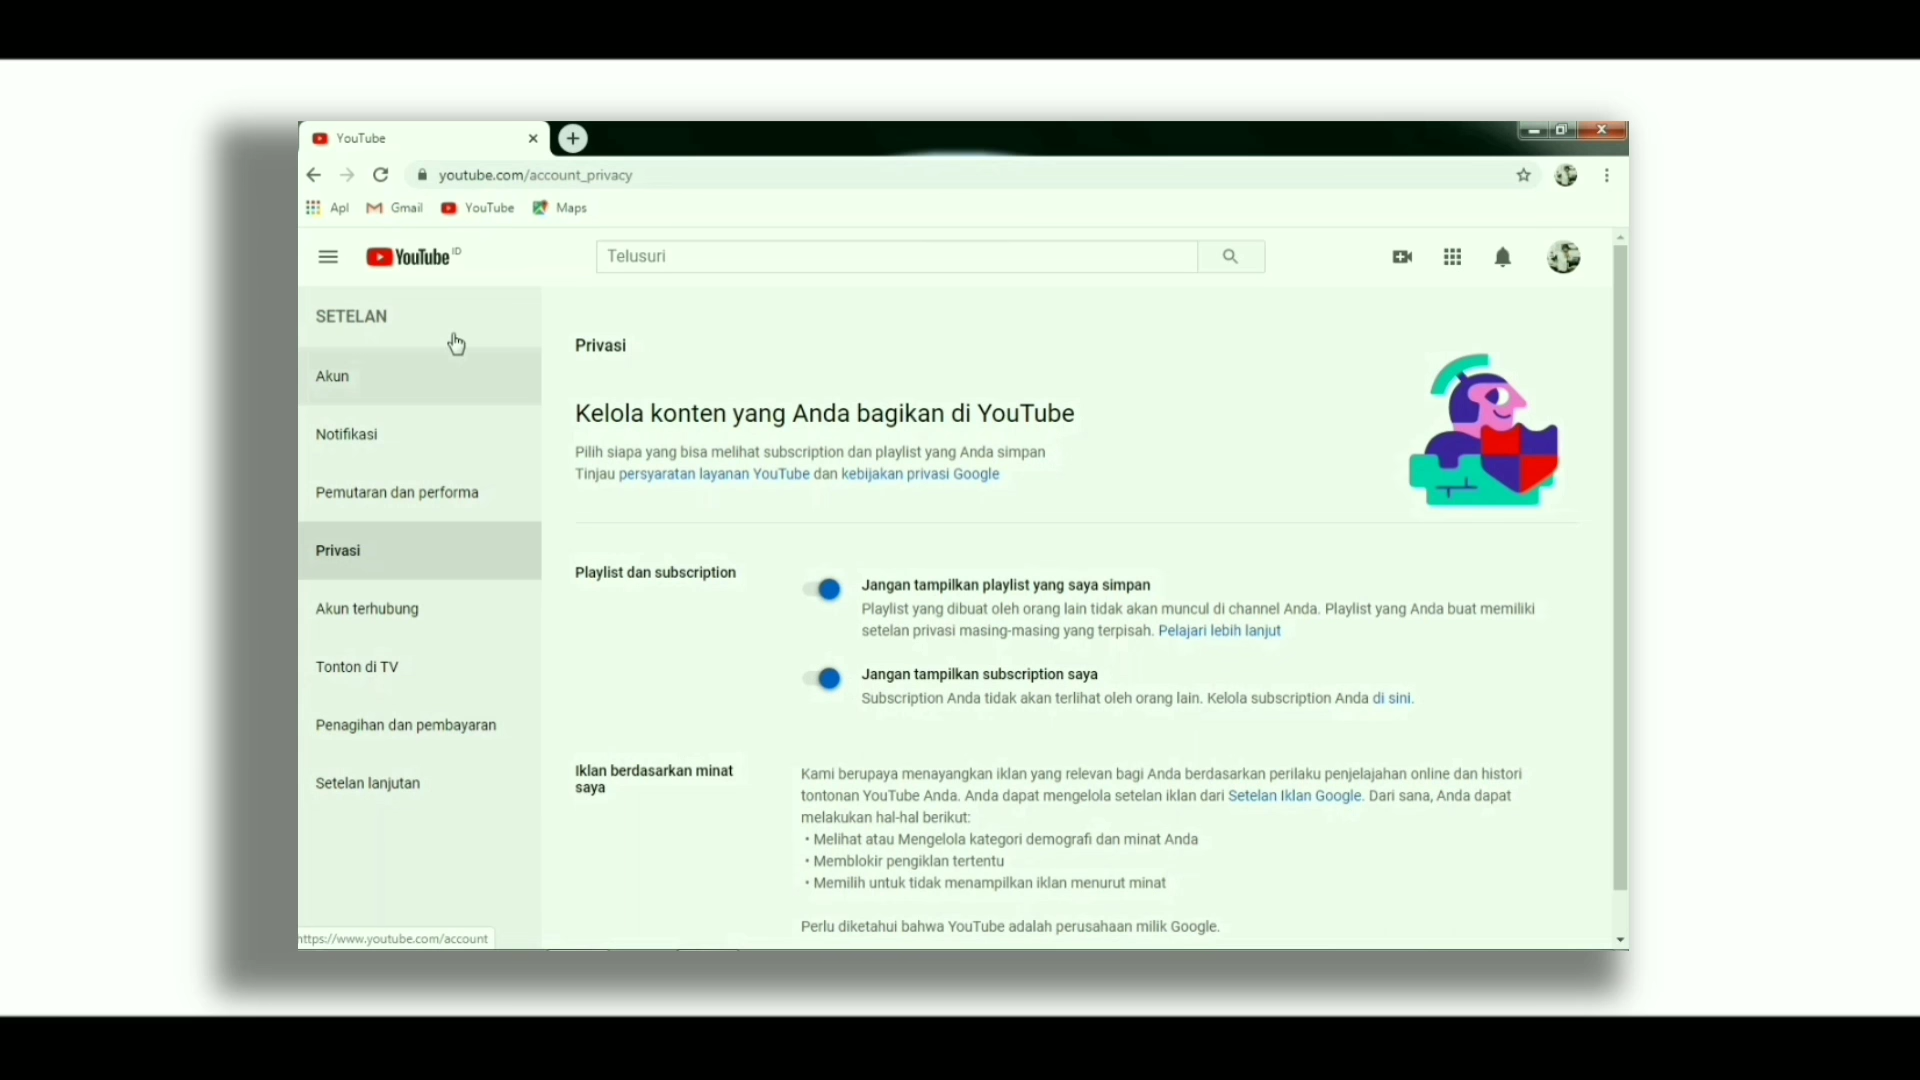 YouTube
youtube.com/account_privacy
Apl Gmail YouTube Maps
YouTube ID
Telusuri
SETELAN
Akun
Notifikasi
Pemutaran dan performa
Privasi
Akun terhubung
Tonton di TV
Penagihan dan pembayaran
Setelan lanjutan
Privasi
Kelola konten yang Anda bagikan di YouTube
Pilih siapa yang bisa melihat subscription dan playlist yang Anda simpan
Tinjau persyaratan layanan YouTube dan kebijakan privasi Google
Playlist dan subscription
Jangan tampilkan playlist yang saya simpan
Playlist yang dibuat oleh orang lain tidak akan muncul di channel Anda. Playlist yang Anda buat memiliki
setelan privasi masing-masing yang terpisah. Pelajari lebih lanjut
Jangan tampilkan subscription saya
Subscription Anda tidak akan terlihat oleh orang lain. Kelola subscription Anda di sini.
Iklan berdasarkan minat
saya
Kami berupaya menayangkan iklan yang relevan bagi Anda berdasarkan perilaku penjelajahan online dan histori
tontonan YouTube Anda. Anda dapat mengelola setelan iklan dari Setelan Iklan Google. Dari sana, Anda dapat
melakukan hal-hal berikut:
• Melihat atau Mengelola kategori demografi dan minat Anda
• Memblokir pengiklan tertentu
• Memilih untuk tidak menampilkan iklan menurut minat
Perlu diketahui bahwa YouTube adalah perusahaan milik Google.
https://www.youtube.com/account